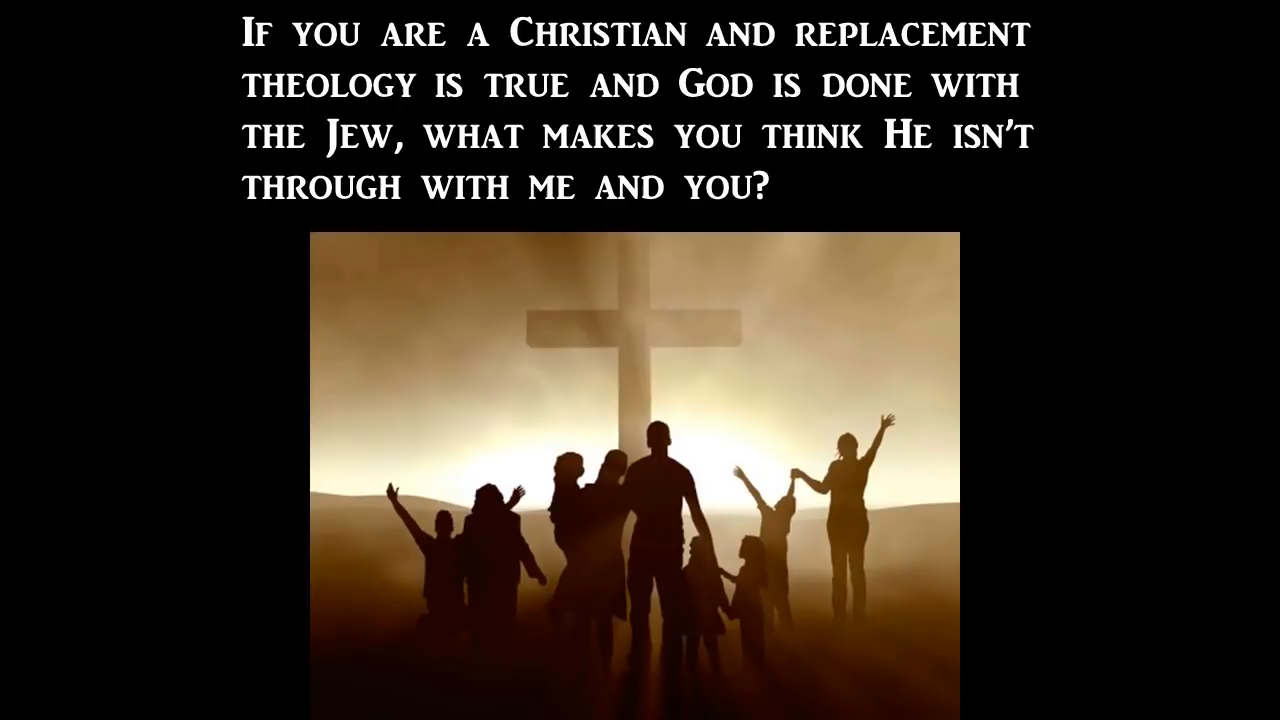 If you are a Christian and replacement
theology is true and God is done with
the Jew, what makes you think He isn't
through with me and you?